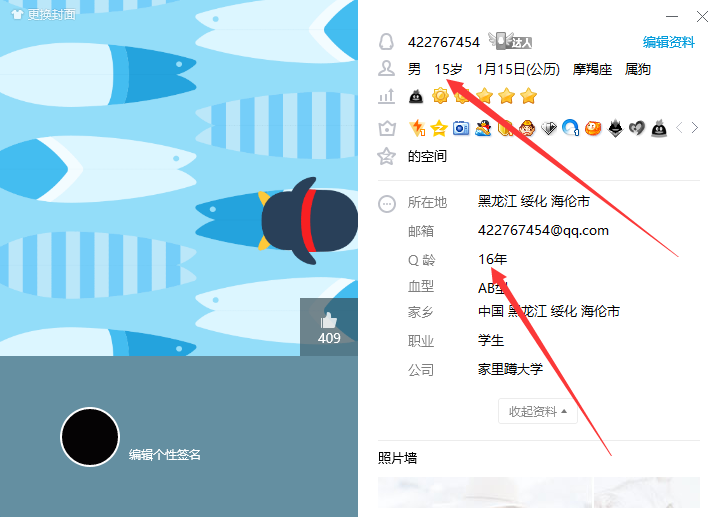 更换封面
409
编辑个性签名
422767454 达人 编辑资料
男 15岁 1月15日(公历) 摩羯座 属狗
的空间
所在地 黑龙江 绥化 海伦市
邮箱 422767454@qq.com
Q 龄 16年
血型 AB型
家乡 中国 黑龙江 绥化 海伦市
职业 学生
公司 家里蹲大学
收起资料
照片墙